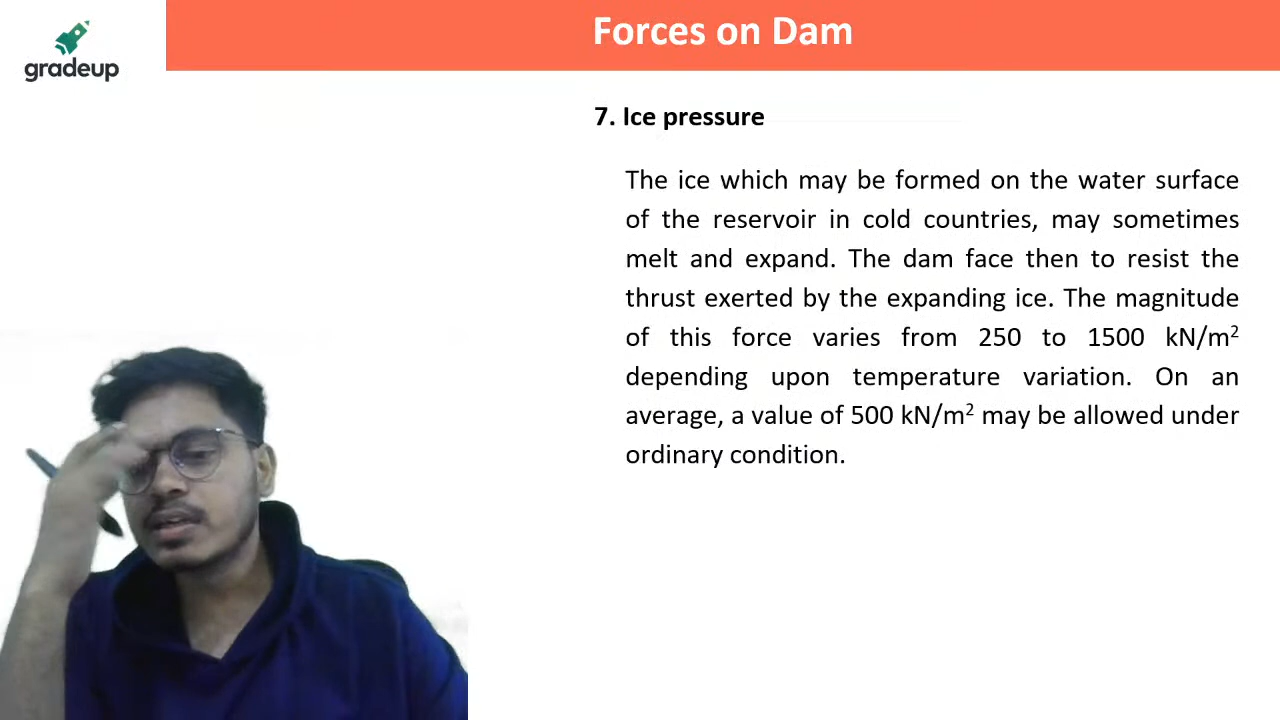 gradeup
Forces on Dam
7. Ice pressure
The ice which may be formed on the water surface
of the reservoir in cold countries, may sometimes
melt and expand. The dam face then to resist the
thrust exerted by the expanding ice. The magnitude
of this force varies from 250 to 1500 kN/m²
depending upon temperature variation. On an
average, a value of 500 kN/m² may be allowed under
ordinary condition.